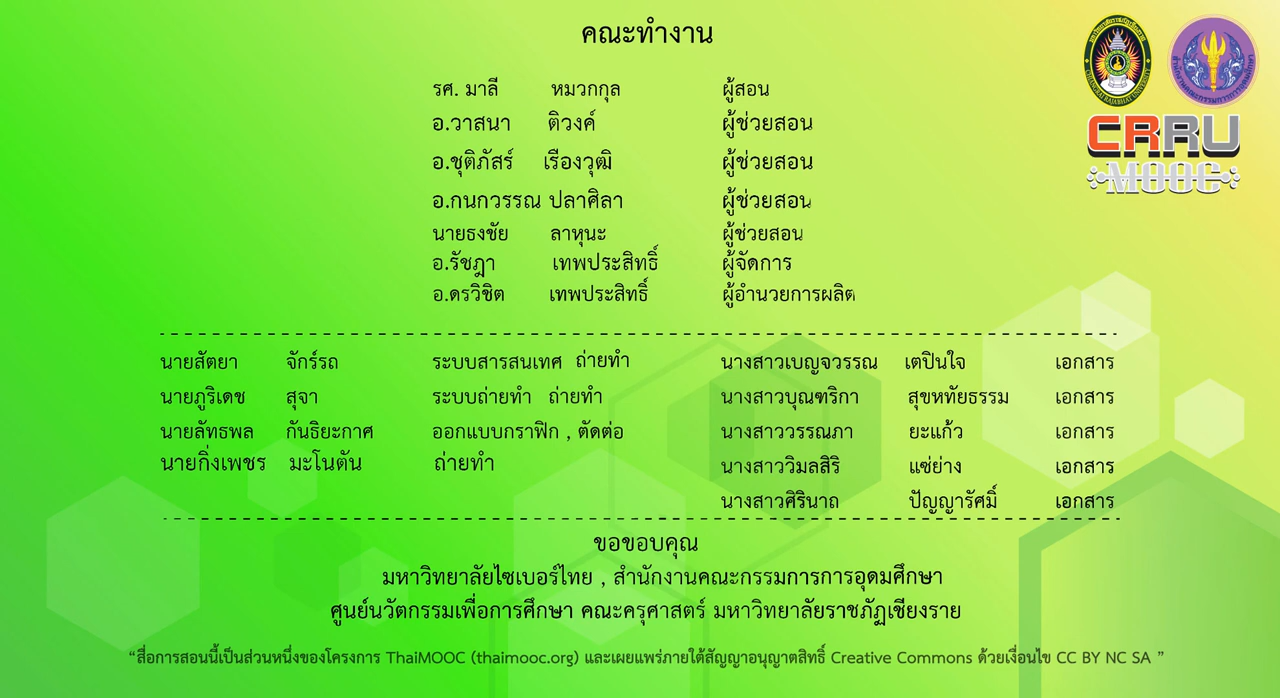 คณะทำงาน
รศ. มาลี หมวกกุล ผู้สอน
อ.วาสนา ติวงค์ ผู้ช่วยสอน
อ.ชุติภัสร์ เรืองวุฒิ ผู้ช่วยสอน
อ.กนกวรรณ ปลาศิลา ผู้ช่วยสอน
นายธงชัย ลาหุนะ ผู้ช่วยสอน
อ.รัชฎา เทพประสิทธิ์ ผู้จัดการ
อ.ดรวิชิต เทพประสิทธิ์ ผู้อำนวยการผลิต
CRRU
MOOC
นายสัตยา จักร์รถ ระบบสารสนเทศ ถ่ายทำ
นายภูริเดช สุจา ระบบถ่ายทำ ถ่ายทำ
นายลัทธพล กันธิยะกาศ ออกแบบกราฟิก , ตัดต่อ
นายกิ่งเพชร มะโนตัน ถ่ายทำ
นางสาวเบญจวรรณ เตปินใจ เอกสาร
นางสาวบุณฑริกา สุขหทัยธรรม เอกสาร
นางสาววรรณภา ยะแก้ว เอกสาร
นางสาววิมลสิริ แซ่ย่าง เอกสาร
นางสาวศิรินาถ ปัญญารัศมิ์ เอกสาร
ขอขอบคุณ
มหาวิทยาลัยไซเบอร์ไทย , สำนักงานคณะกรรมการการอุดมศึกษา
ศูนย์นวัตกรรมเพื่อการศึกษา คณะครุศาสตร์ มหาวิทยาลัยราชภัฏเชียงราย
“สื่อการสอนนี้เป็นส่วนหนึ่งของโครงการ ThaiMOOC (thaimooc.org) และเผยแพร่ภายใต้สัญญาอนุญาตสิทธิ์ Creative Commons ด้วยเงื่อนไข CC BY NC SA ”